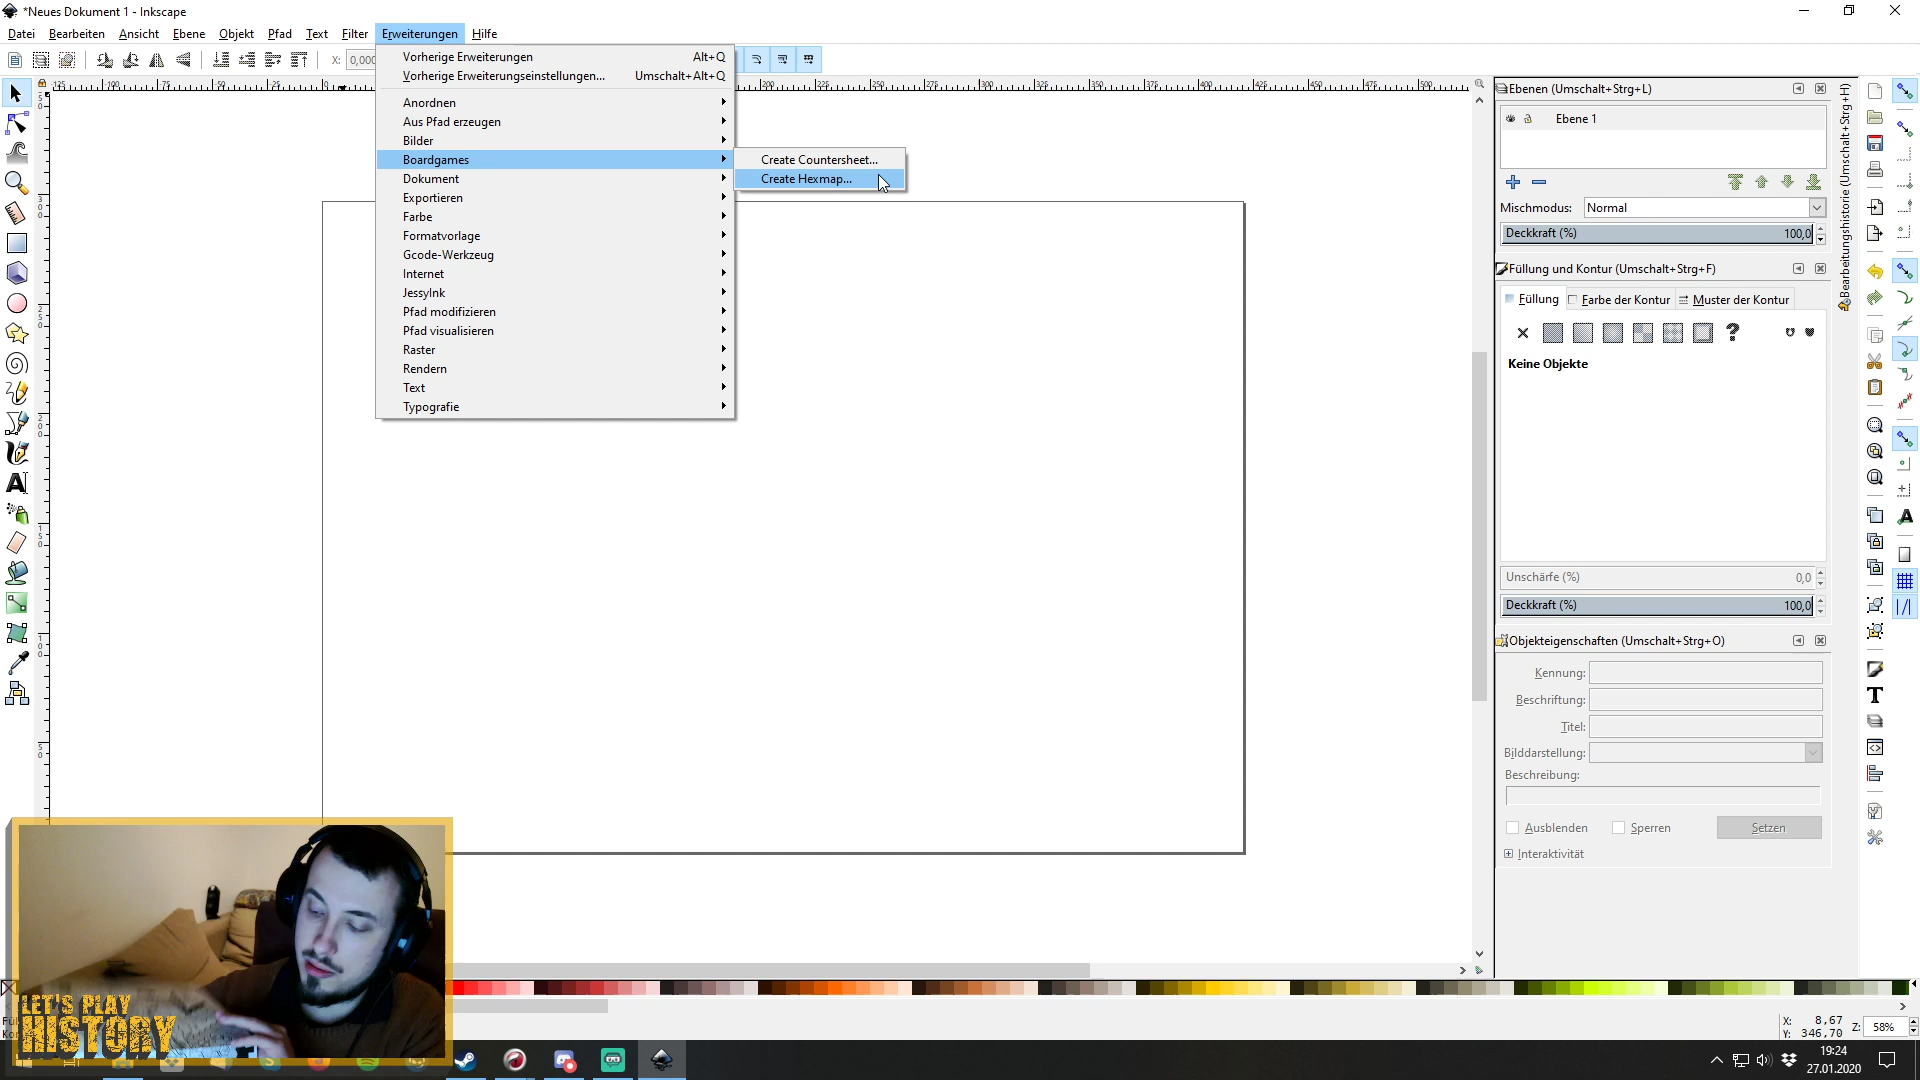 *Neues Dokument 1 - Inkscape
Datei Bearbeiten Ansicht Ebene Objekt Pfad Text Filter Erweiterungen Hilfe
X: 0,000
Vorherige Erweiterungen Alt+Q
Vorherige Erweiterungseinstellungen... Umschalt+Alt+Q
Anordnen
Aus Pfad erzeugen
Bilder
Boardgames
Dokument
Exportieren
Farbe
Formatvorlage
Gcode-Werkzeug
Internet
JessyInk
Pfad modifizieren
Pfad visualisieren
Raster
Rendern
Text
Typografie
Create Countersheet...
Create Hexmap...
Ebenen (Umschalt+Strg+L)
Ebene 1
Mischmodus: Normal
Deckkraft (%) 100,0
Füllung und Kontur (Umschalt+Strg+F)
Füllung Farbe der Kontur Muster der Kontur
Keine Objekte
Unschärfe (%) 0,0
Deckkraft (%) 100,0
Objekteigenschaften (Umschalt+Strg+O)
Kennung:
Beschriftung:
Titel:
Bilddarstellung:
Beschreibung:
Ausblenden Sperren Setzen
Interaktivität
Bearbeitungshistorie (Umschalt+Strg+H)
LET'S PLAY
HISTORY
X: 8,67
Y: 346,70 Z: 58%
19:24
27.01.2020